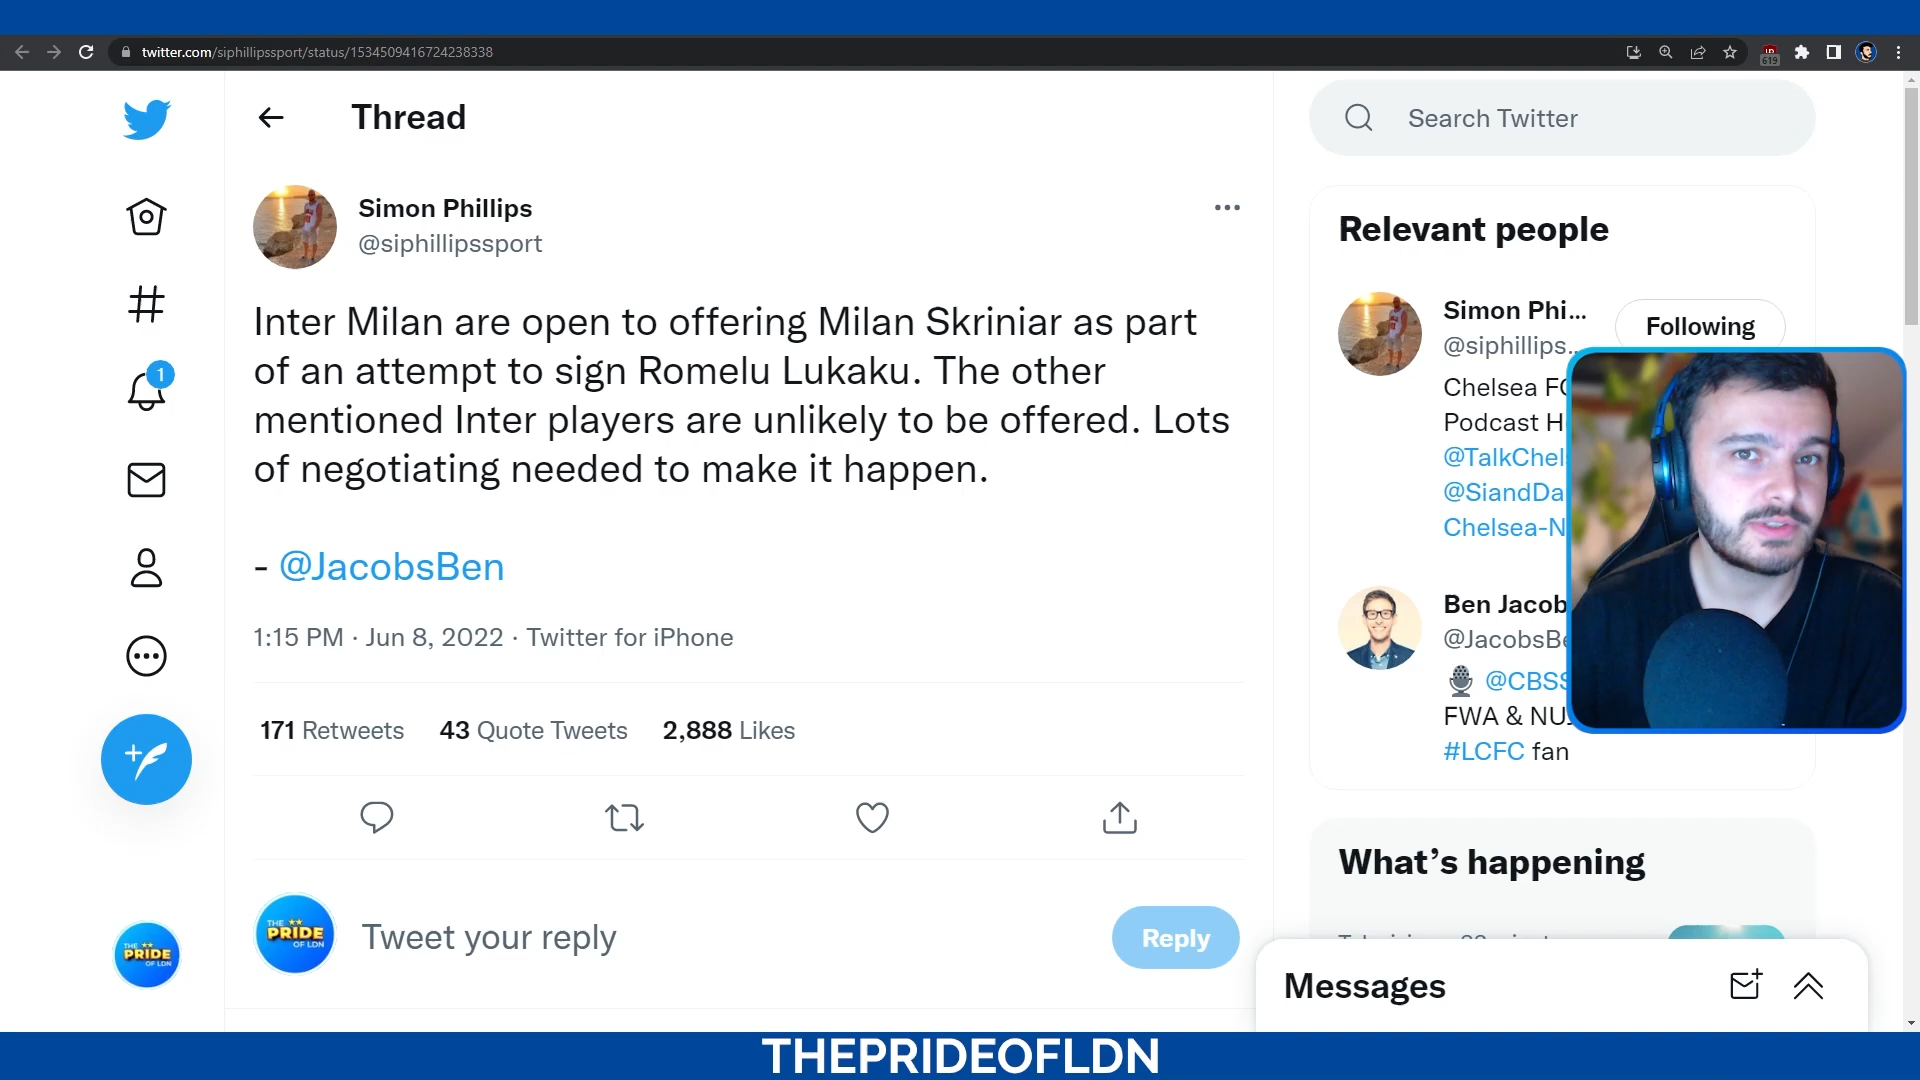 twitter.com/siphillipssport/status/1534509416724238338
619
Thread
Search Twitter
Simon Phillips
@siphillipssport
Inter Milan are open to offering Milan Skriniar as part
of an attempt to sign Romelu Lukaku. The other
mentioned Inter players are unlikely to be offered. Lots
of negotiating needed to make it happen.
- @JacobsBen
1:15 PM · Jun 8, 2022 · Twitter for iPhone
171 Retweets 43 Quote Tweets 2,888 Likes
THE
PRIDE
OF LDN
Tweet your reply
Reply
1
THE
PRIDE
OF LDN
Relevant people
Simon Phi...
@siphillips...
Following
Chelsea FC
Podcast H
@TalkChel
@SiandDa
Chelsea-N
Ben Jacob
@JacobsBe
@CBSS
FWA & NU
#LCFC fan
What's happening
Messages
THEPRIDEOFLDN